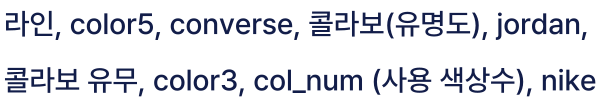 라인, color5, converse, 콜라보(유명도), jordan,
콜라보 유무, color3, col_num (사용 색상수), nike